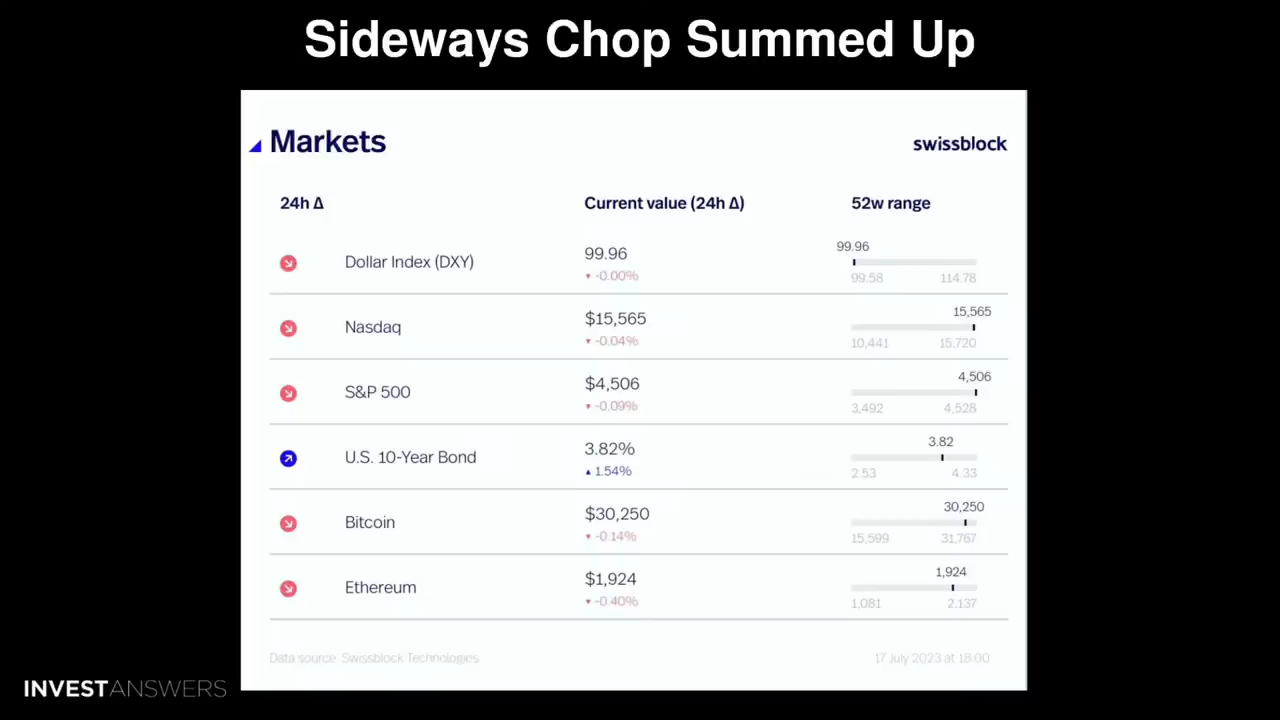 Sideways Chop Summed Up
Markets
swissblock
24h Δ Current value (24h Δ) 52w range
Dollar Index (DXY) 99.96 99.96
-0.00% 99.58 114.78
Nasdaq $15,565 15,565
-0.04% 10,441 15,720
S&P 500 $4,506 4,506
-0.09% 3,492 4,528
U.S. 10-Year Bond 3.82% 3.82
1.54% 2.53 4.33
Bitcoin $30,250 30,250
-0.14% 15,599 31,767
Ethereum $1,924 1,924
-0.40% 1,081 2,137
Data source: Swissblock Technologies 17 July 2023 at 18:00
INVESTANSWERS